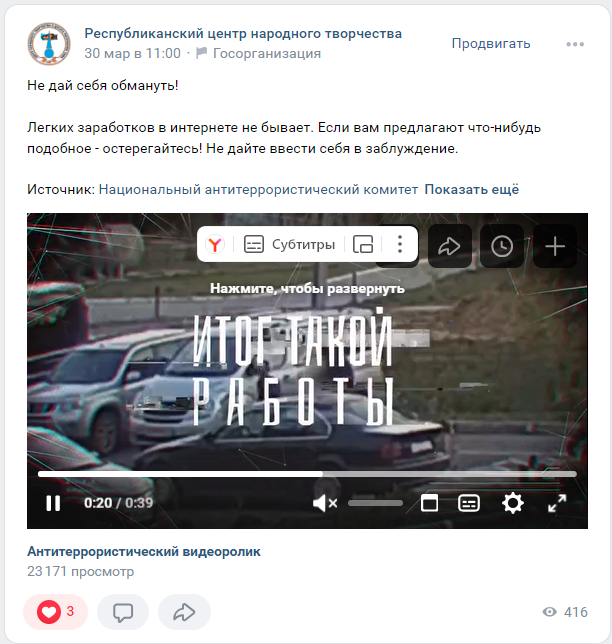 Республиканский центр народного творчества
30 мар в 11:00 · Госорганизация
Продвигать
Не дай себя обмануть!
Легких заработков в интернете не бывает. Если вам предлагают что-нибудь
подобное - остерегайтесь! Не дайте ввести себя в заблуждение.
Источник: Национальный антитеррористический комитет Показать ещё
Субтитры
Нажмите, чтобы развернуть
ИТОГ ТАКОЙ
РАБОТЫ
0:20 / 0:39
Антитеррористический видеоролик
23 171 просмотр
3
416